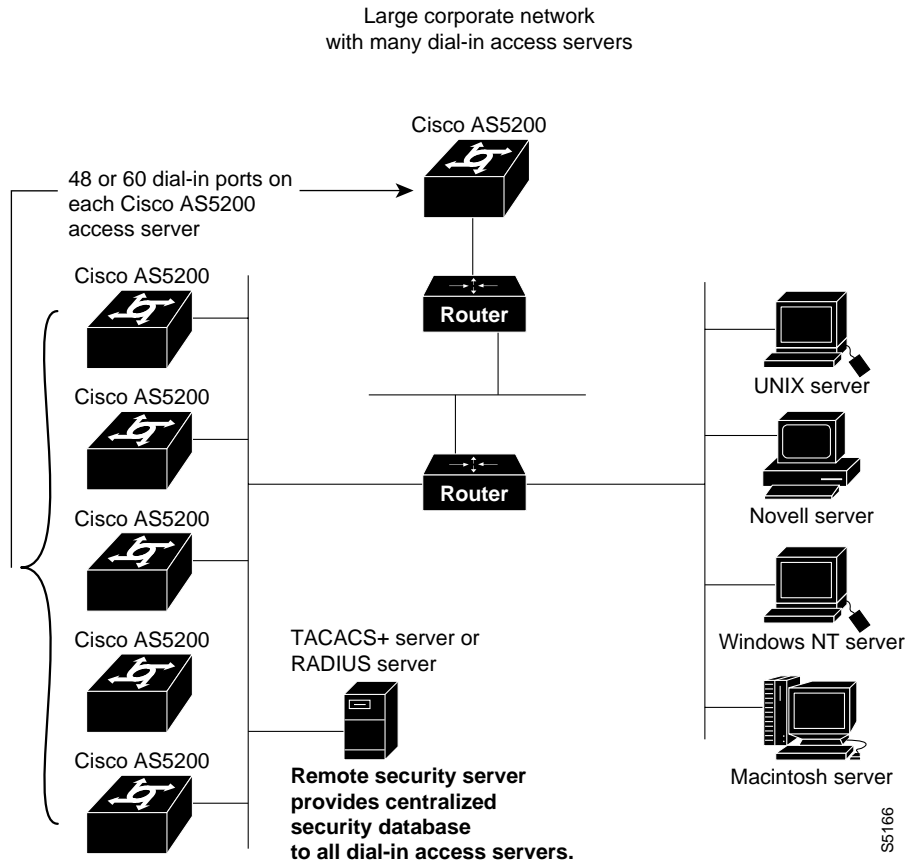 Large corporate network
with many dial-in access servers
Cisco AS5200
48 or 60 dial-in ports on
each Cisco AS5200
access server
Cisco AS5200
Router
Cisco AS5200
Router
Cisco AS5200
Cisco AS5200
Cisco AS5200
TACACS+ server or
RADIUS server
Remote security server
provides centralized
security database
to all dial-in access servers.
UNIX server
Novell server
Windows NT server
Macintosh server
S5166